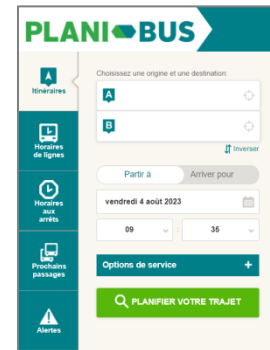 PLANI BUS
Itinéraires
Horaires
de lignes
Horaires
aux
arrêts
Prochains
passages
Alertes
Choisissez une origine et une destination:
A
B
Inverser
Partir à
Arriver pour
vendredi 4 août 2023
09 : 35
Options de service +
PLANIFIER VOTRE TRAJET